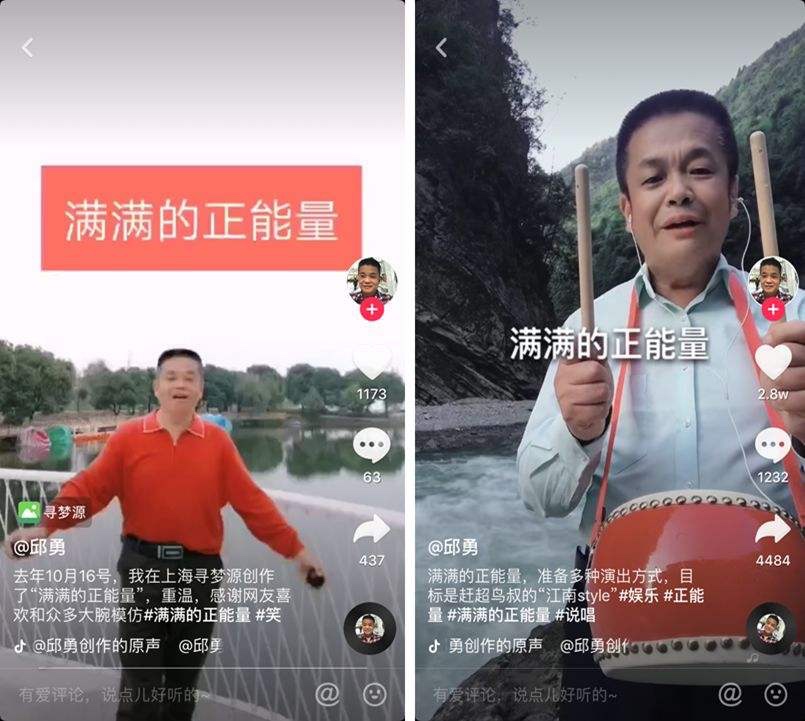 满满的正能量
1173
63
寻梦源
437
@邱勇
去年10月16号，我在上海寻梦源创作
了“满满的正能量”，重温，感谢网友喜
欢和众多大腕模仿#满满的正能量 #笑
@邱勇创作的原声 @邱勇
有爱评论，说点儿好听的~
满满的正能量
2.8w
1232
4484
@邱勇
满满的正能量，准备多种演出方式，目
标是赶超鸟叔的“江南style”#娱乐 #正能
量 #满满的正能量 #说唱
勇创作的原声 @邱勇创作
有爱评论，说点儿好听的~